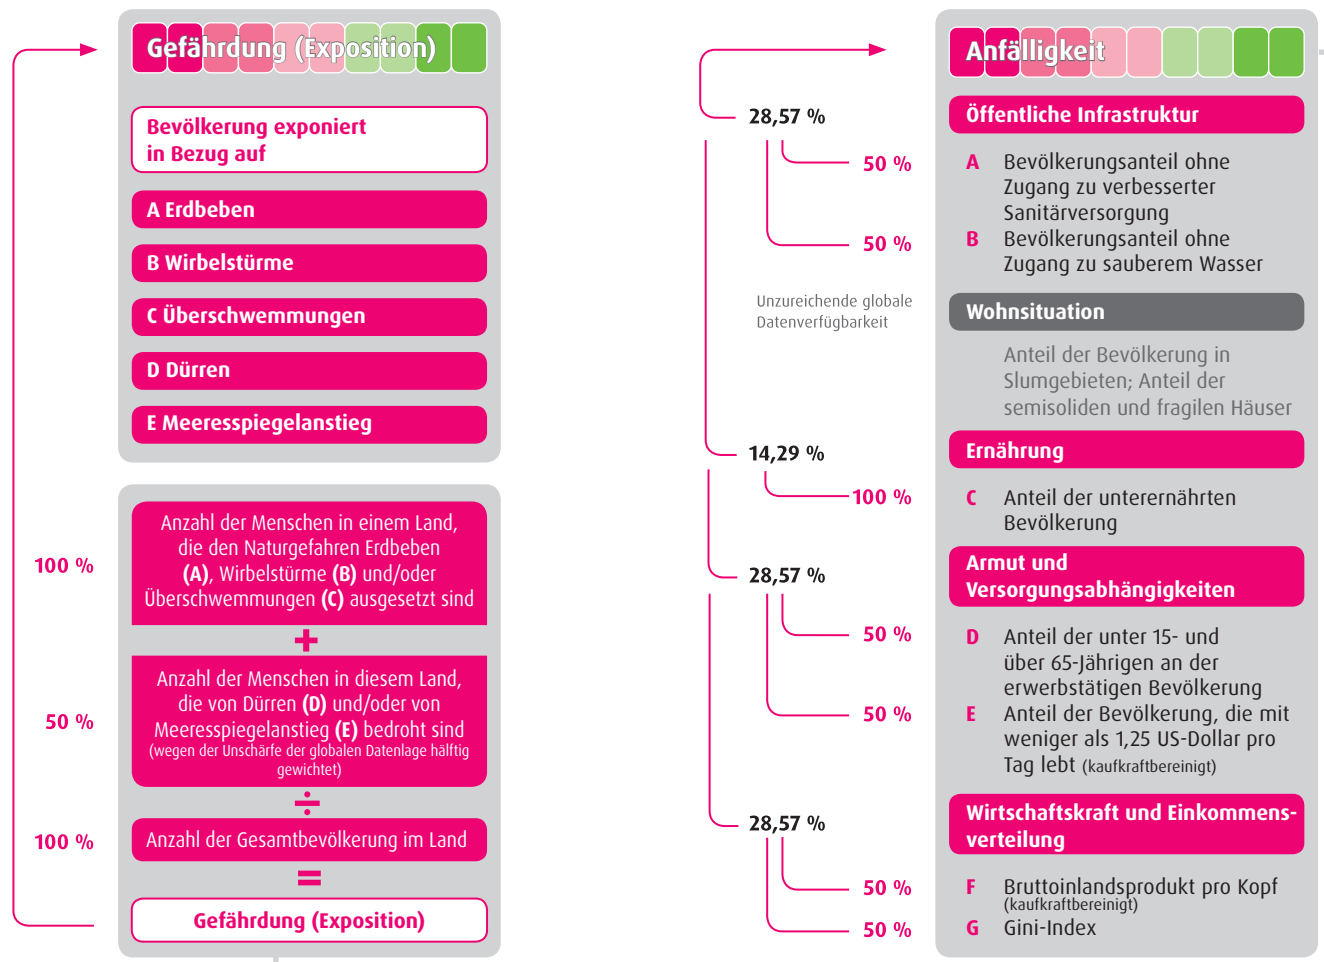 Gefährdung (Exposition)
Bevölkerung exponiert
in Bezug auf
A Erdbeben
B Wirbelstürme
C Überschwemmungen
D Dürren
E Meeresspiegelanstieg
100 %
Anzahl der Menschen in einem Land,
die den Naturgefahren Erdbeben
(A), Wirbelstürme (B) und/oder
Überschwemmungen (C) ausgesetzt sind
+
50 %
Anzahl der Menschen in diesem Land,
die von Dürren (D) und/oder von
Meeresspiegelanstieg (E) bedroht sind
(wegen der Unschärfe der globalen Datenlage hälftig
gewichtet)
÷
100 %
Anzahl der Gesamtbevölkerung im Land
=
Gefährdung (Exposition)
Anfälligkeit
28,57 %
Öffentliche Infrastruktur
50 %
A Bevölkerungsanteil ohne
Zugang zu verbesserter
Sanitärversorgung
50 %
B Bevölkerungsanteil ohne
Zugang zu sauberem Wasser
Unzureichende globale
Datenverfügbarkeit
Wohnsituation
Anteil der Bevölkerung in
Slumgebieten; Anteil der
semisoliden und fragilen Häuser
14,29 %
Ernährung
100 %
C Anteil der unterernährten
Bevölkerung
28,57 %
Armut und
Versorgungsabhängigkeiten
50 %
D Anteil der unter 15- und
über 65-Jährigen an der
erwerbstätigen Bevölkerung
50 %
E Anteil der Bevölkerung, die mit
weniger als 1,25 US-Dollar pro
Tag lebt (kaufkraftbereinigt)
28,57 %
Wirtschaftskraft und Einkommens-
verteilung
50 %
F Bruttoinlandsprodukt pro Kopf
(kaufkraftbereinigt)
50 %
G Gini-Index